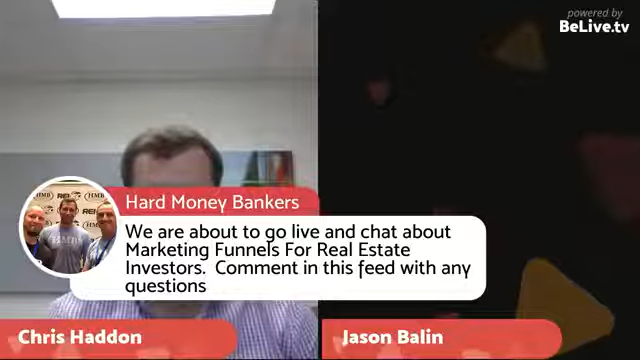 powered by
BeLive.tv
Hard Money Bankers
We are about to go live and chat about
Marketing Funnels For Real Estate
Investors. Comment in this feed with any
questions
Chris Haddon
Jason Balin